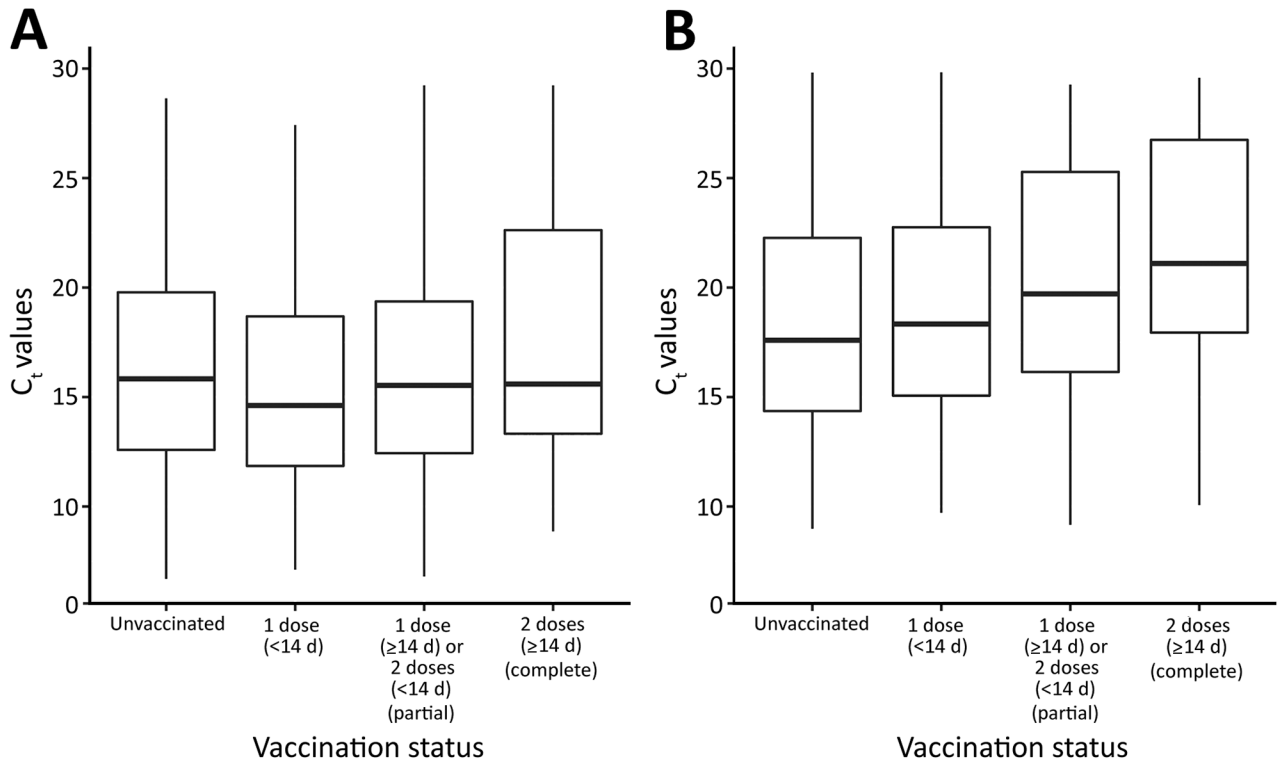 A
30
25
20
15
10
0
Ct values
Unvaccinated
1 dose
(<14 d)
1 dose
(≥14 d) or
2 doses
(<14 d)
(partial)
2 doses
(≥14 d)
(complete)
Vaccination status
B
30
25
20
15
10
0
Ct values
Unvaccinated
1 dose
(<14 d)
1 dose
(≥14 d) or
2 doses
(<14 d)
(partial)
2 doses
(≥14 d)
(complete)
Vaccination status